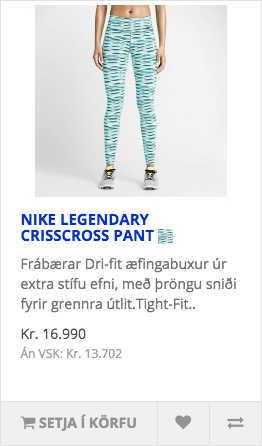 NIKE LEGENDARY
CRISSCROSS PANT
Frábærar Dri-fit æfingabuxur úr
extra stífu efni, með þröngu sniði
fyrir grennra útlit.Tight-Fit..
Kr. 16.990
Án VSK: Kr. 13.702
SETJA Í KÖRFU